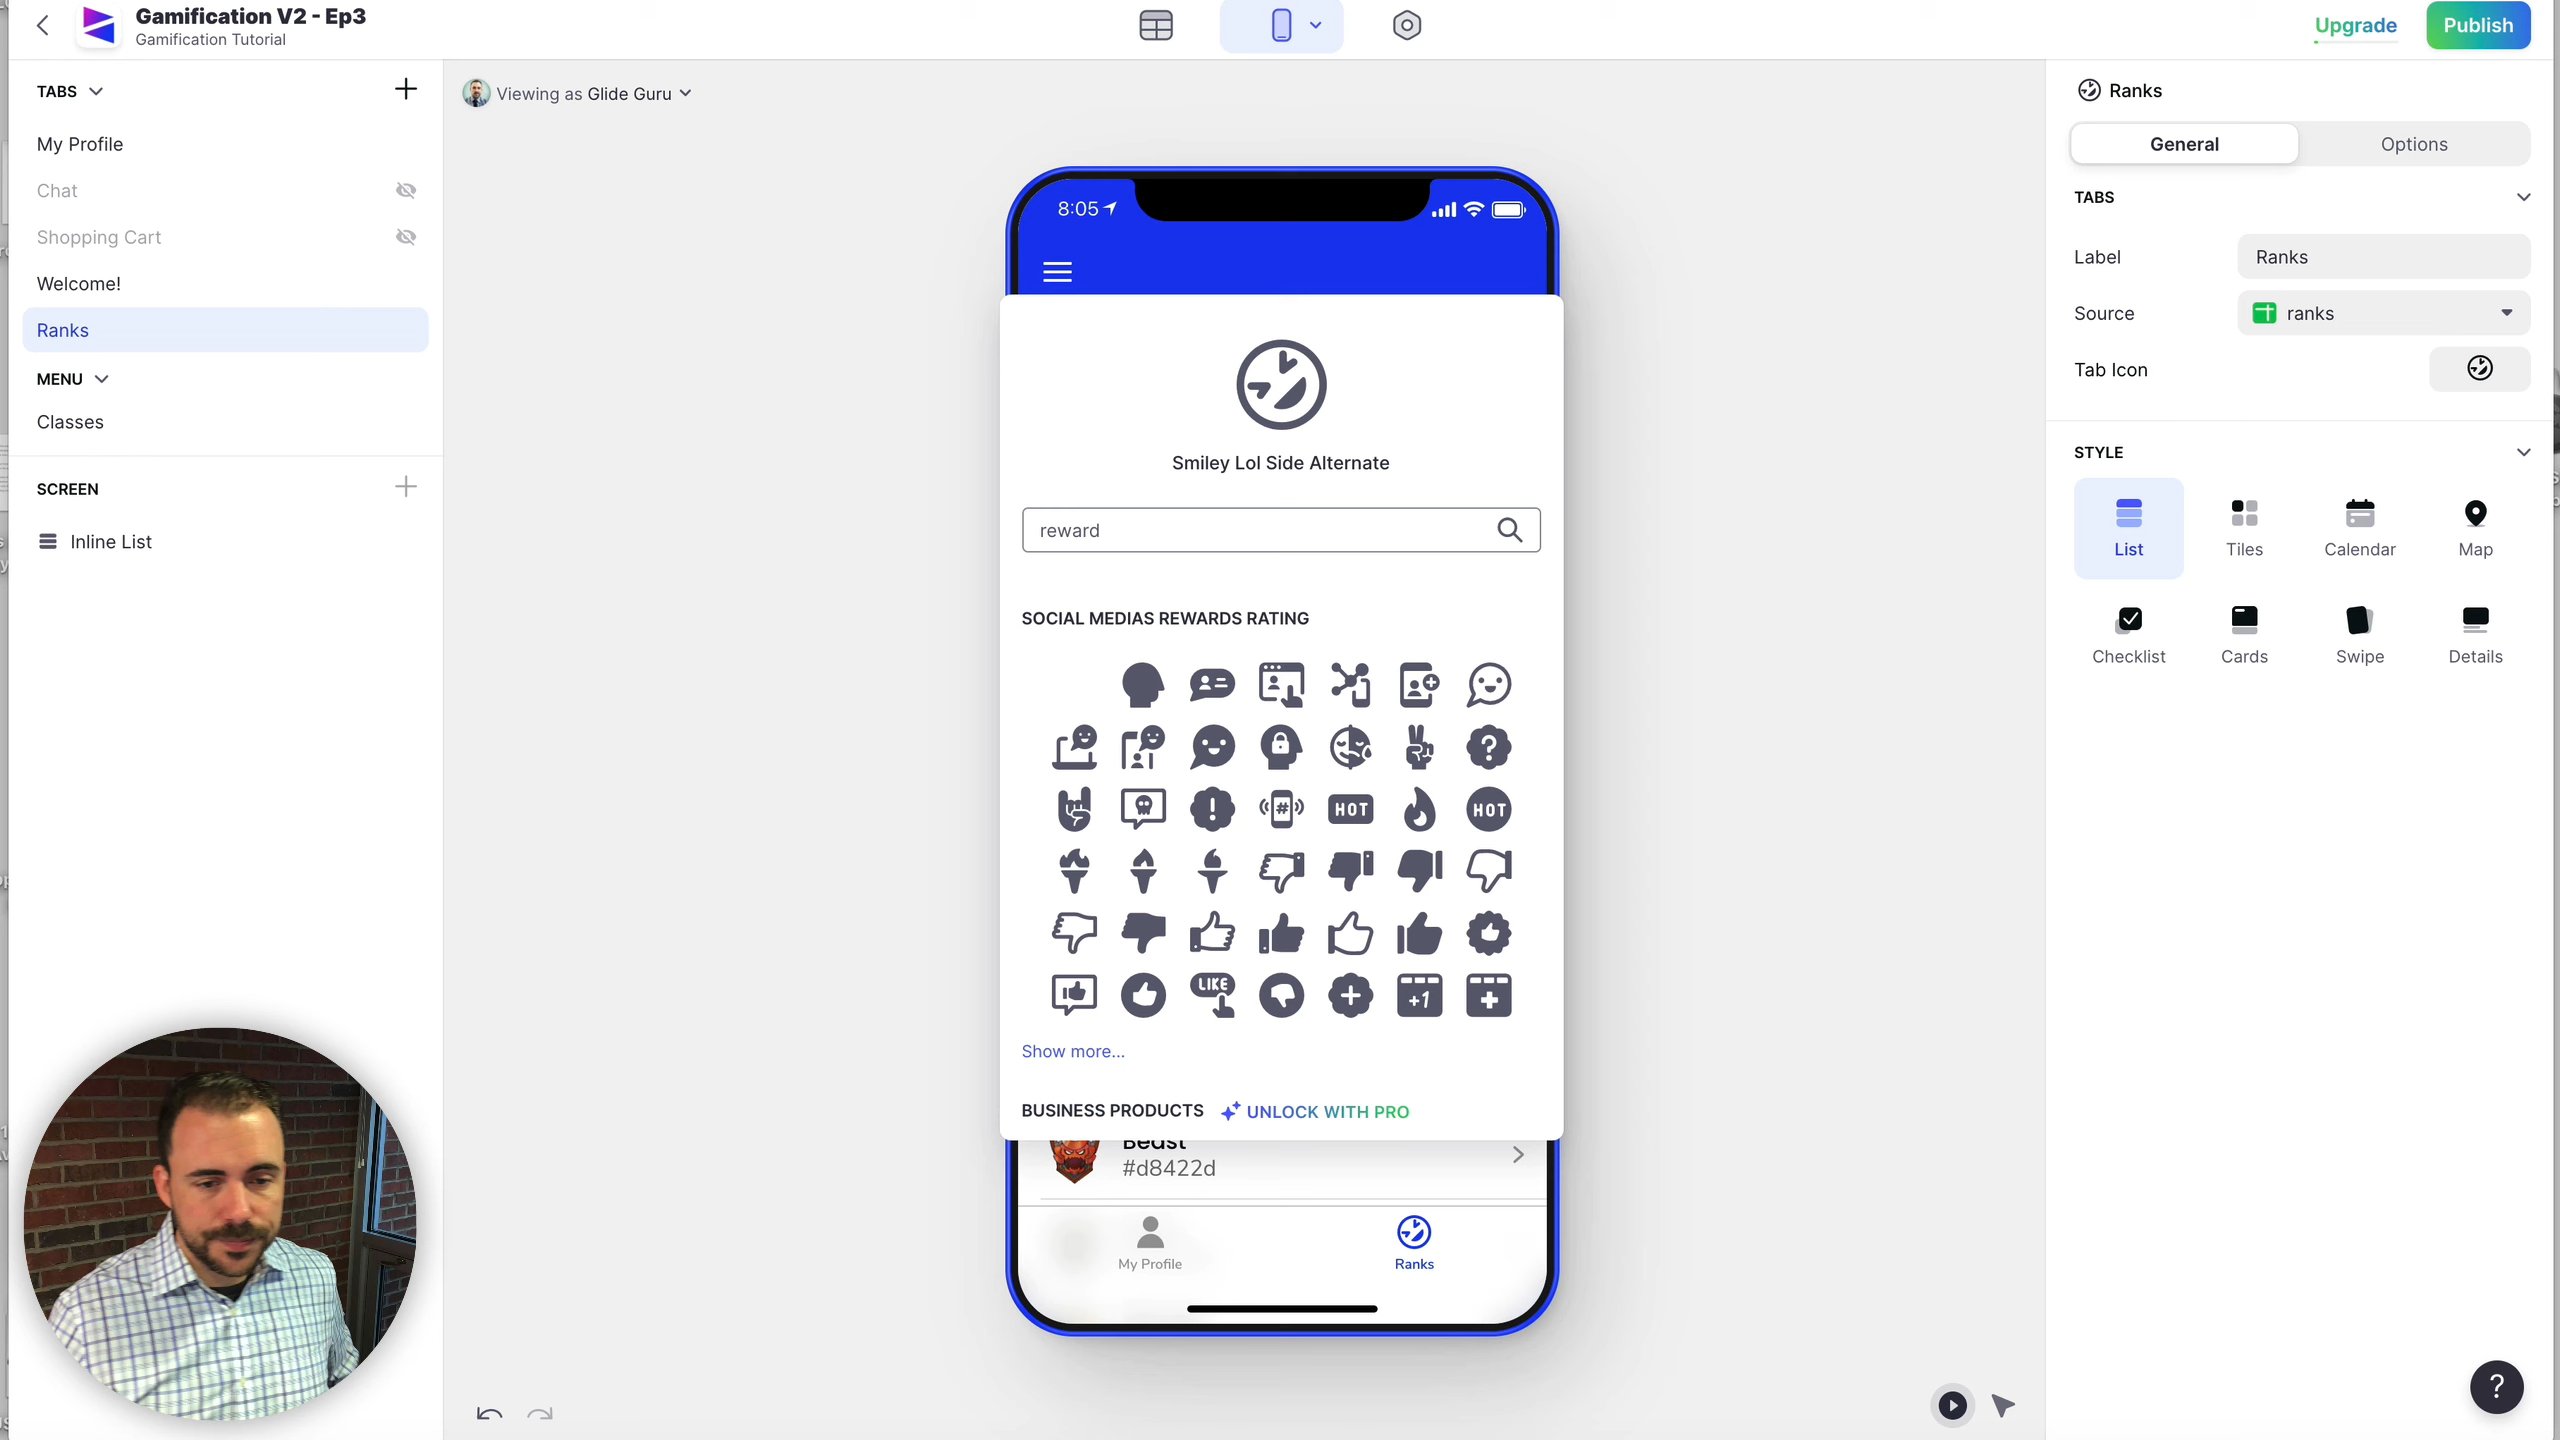 Gamification V2 - Ep3
Gamification Tutorial
Upgrade
Publish
TABS
My Profile
Chat
Shopping Cart
Welcome!
Ranks
MENU
Classes
SCREEN
Inline List
Viewing as Glide Guru
8:05
Smiley Lol Side Alternate
reward
SOCIAL MEDIAS REWARDS RATING
HOT
HOT
LIKE
+1
Show more...
BUSINESS PRODUCTS UNLOCK WITH PRO
Beast
#d8422d
My Profile
Ranks
Ranks
General
Options
TABS
Label
Ranks
Source
ranks
Tab Icon
STYLE
List
Tiles
Calendar
Map
Checklist
Cards
Swipe
Details
?